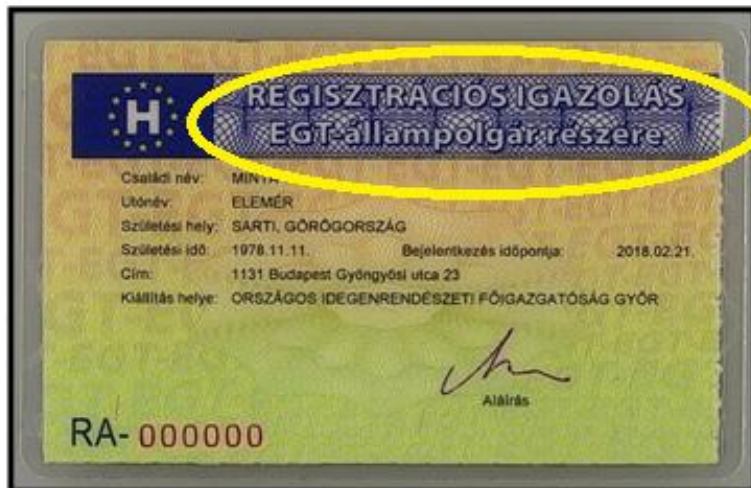 H
REGISZTRÁCIÓS IGAZOLÁS
EGT-állampolgár részére
Családi név: MINTA
Utónév: ELEMÉR
Születési hely: SARTI, GÖRÖGORSZÁG
Születési idő: 1978.11.11. Bejelentkezés időpontja: 2018.02.21.
Cím: 1131 Budapest Gyöngyösi utca 23
Kiállítás helye: ORSZÁGOS IDEGENRENDÉSZETI FŐIGAZGATÓSÁG GYŐR
Aláírás
RA- 000000